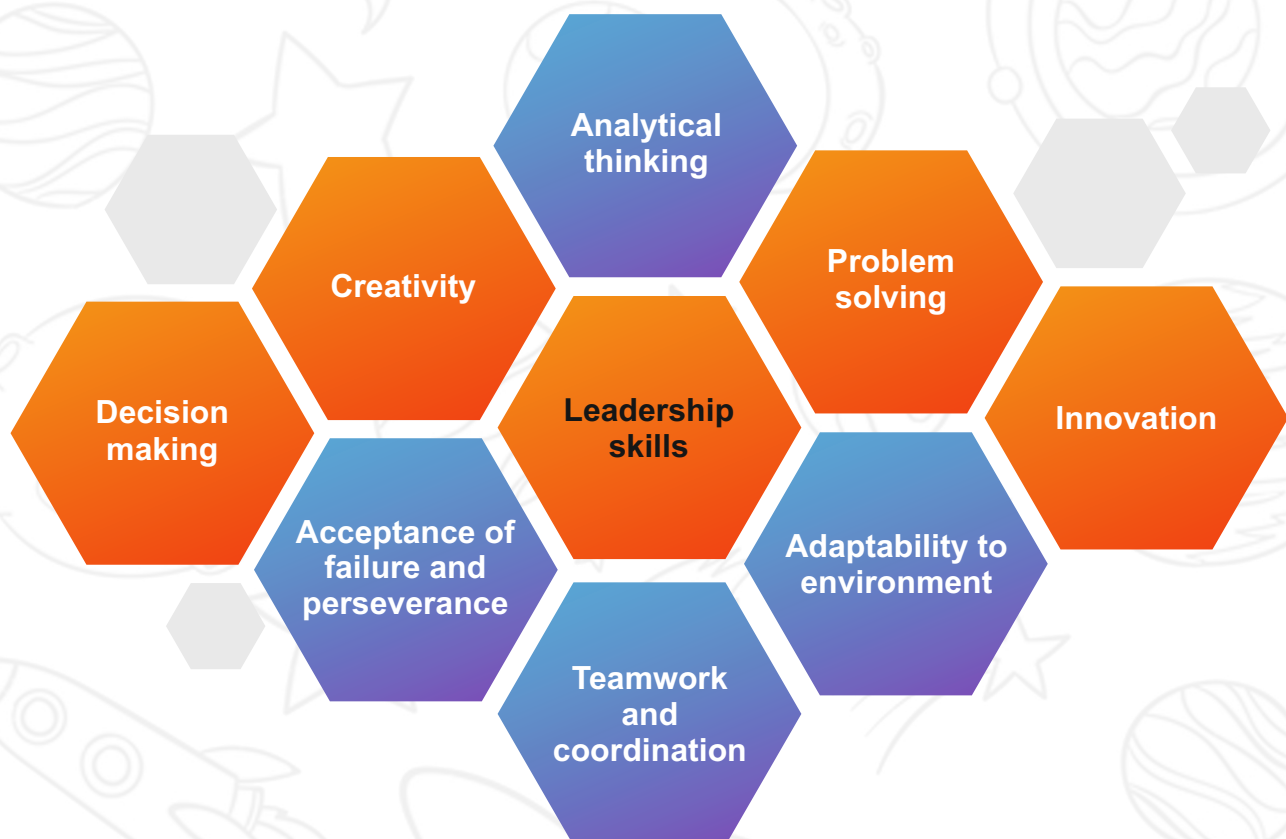 Analytical
thinking
Creativity
Problem
solving
Decision
making
Leadership
skills
Innovation
Acceptance of
failure and
perseverance
Adaptability to
environment
Teamwork
and
coordination